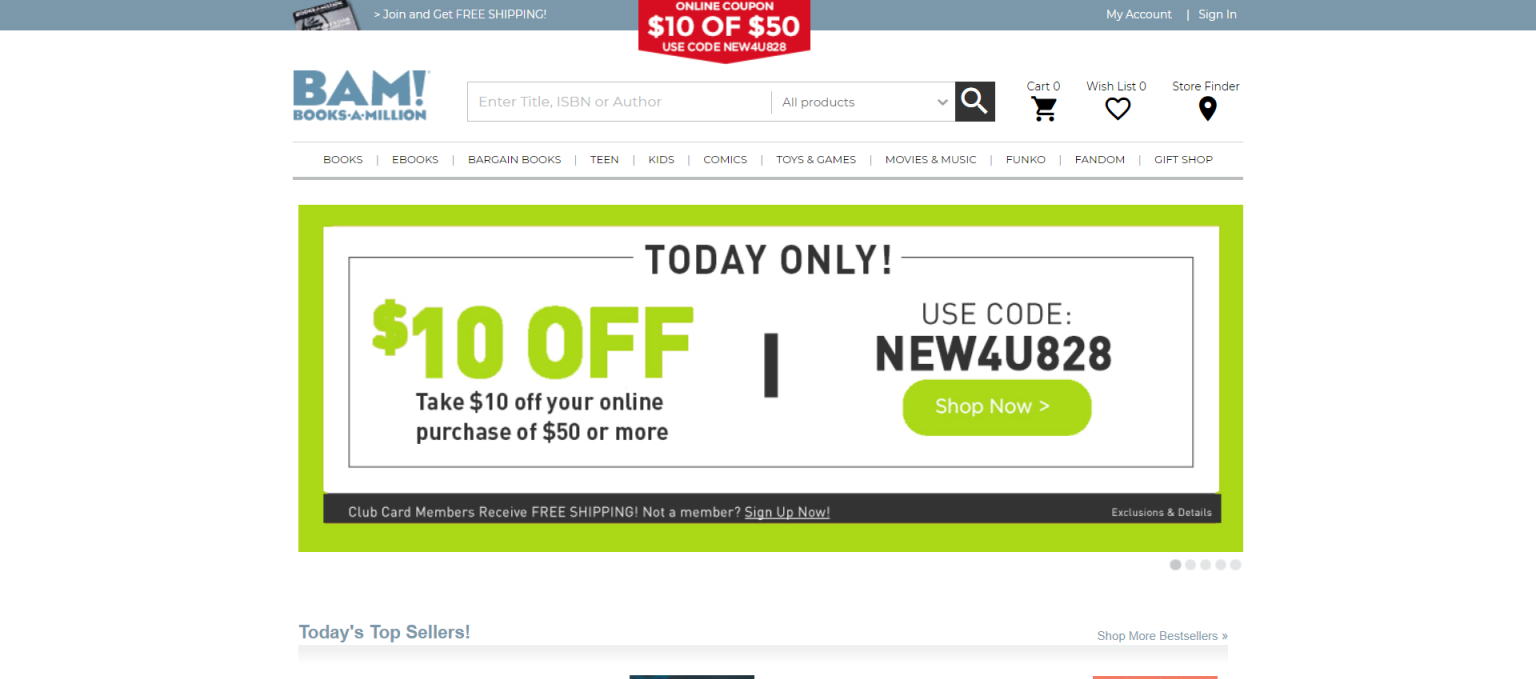 > Join and Get FREE SHIPPING!
ONLINE COUPON
$10 OF $50
USE CODE NEW4U828
My Account | Sign In
BAM!
BOOKS·A·MILLION
Enter Title, ISBN or Author
All products
Cart 0
Wish List 0
Store Finder
BOOKS | EBOOKS | BARGAIN BOOKS | TEEN | KIDS | COMICS | TOYS & GAMES | MOVIES & MUSIC | FUNKO | FANDOM | GIFT SHOP
TODAY ONLY!
$10 OFF
Take $10 off your online
purchase of $50 or more
USE CODE:
NEW4U828
Shop Now >
Club Card Members Receive FREE SHIPPING! Not a member? Sign Up Now!
Exclusions & Details
Today's Top Sellers!
Shop More Bestsellers »